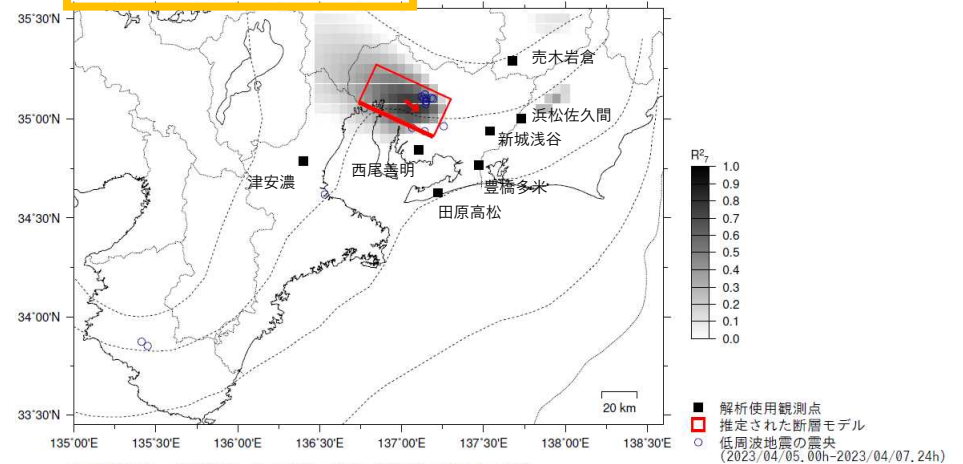 35°30'N
35°00'N
34°30'N
34°00'N
33°30'N
135°00'E
135°30'E
136°00'E
136°30'E
137°00'E
137°30'E
138°00'E
138°30'E
売木岩倉
浜松佐久間
新城浅谷
西尾善明
豊橋多米
津安濃
田原高松
20 km
R²₇
1.0
0.9
0.8
0.7
0.6
0.5
0.4
0.3
0.2
0.1
0.0
解析使用観測点
推定された断層モデル
低周波地震の震央
(2023/04/05.00h-2023/04/07.24h)